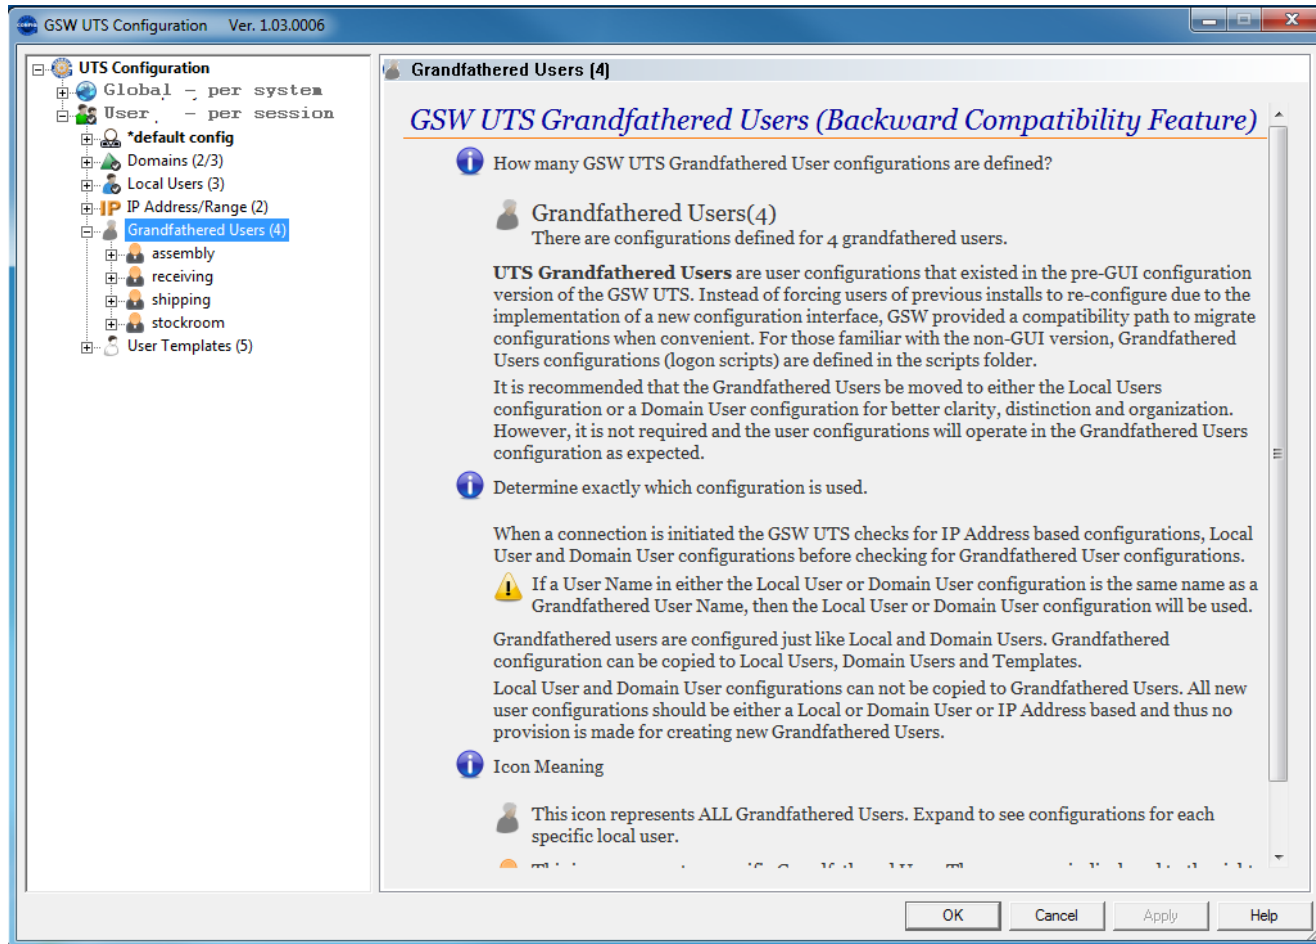 GSW UTS Configuration Ver. 1.03.0006
UTS Configuration
Global - per system
User - per session
*default config
Domains (2/3)
Local Users (3)
IP IP Address/Range (2)
Grandfathered Users (4)
assembly
receiving
shipping
stockroom
User Templates (5)
Grandfathered Users (4)
GSW UTS Grandfathered Users (Backward Compatibility Feature)
How many GSW UTS Grandfathered User configurations are defined?
Grandfathered Users(4)
There are configurations defined for 4 grandfathered users.
UTS Grandfathered Users are user configurations that existed in the pre-GUI configuration
version of the GSW UTS. Instead of forcing users of previous installs to re-configure due to the
implementation of a new configuration interface, GSW provided a compatibility path to migrate
configurations when convenient. For those familiar with the non-GUI version, Grandfathered
Users configurations (logon scripts) are defined in the scripts folder.
It is recommended that the Grandfathered Users be moved to either the Local Users
configuration or a Domain User configuration for better clarity, distinction and organization.
However, it is not required and the user configurations will operate in the Grandfathered Users
configuration as expected.
Determine exactly which configuration is used.
When a connection is initiated the GSW UTS checks for IP Address based configurations, Local
User and Domain User configurations before checking for Grandfathered User configurations.
If a User Name in either the Local User or Domain User configuration is the same name as a
Grandfathered User Name, then the Local User or Domain User configuration will be used.
Grandfathered users are configured just like Local and Domain Users. Grandfathered
configuration can be copied to Local Users, Domain Users and Templates.
Local User and Domain User configurations can not be copied to Grandfathered Users. All new
user configurations should be either a Local or Domain User or IP Address based and thus no
provision is made for creating new Grandfathered Users.
Icon Meaning
This icon represents ALL Grandfathered Users. Expand to see configurations for each
specific local user.
OK
Cancel
Apply
Help